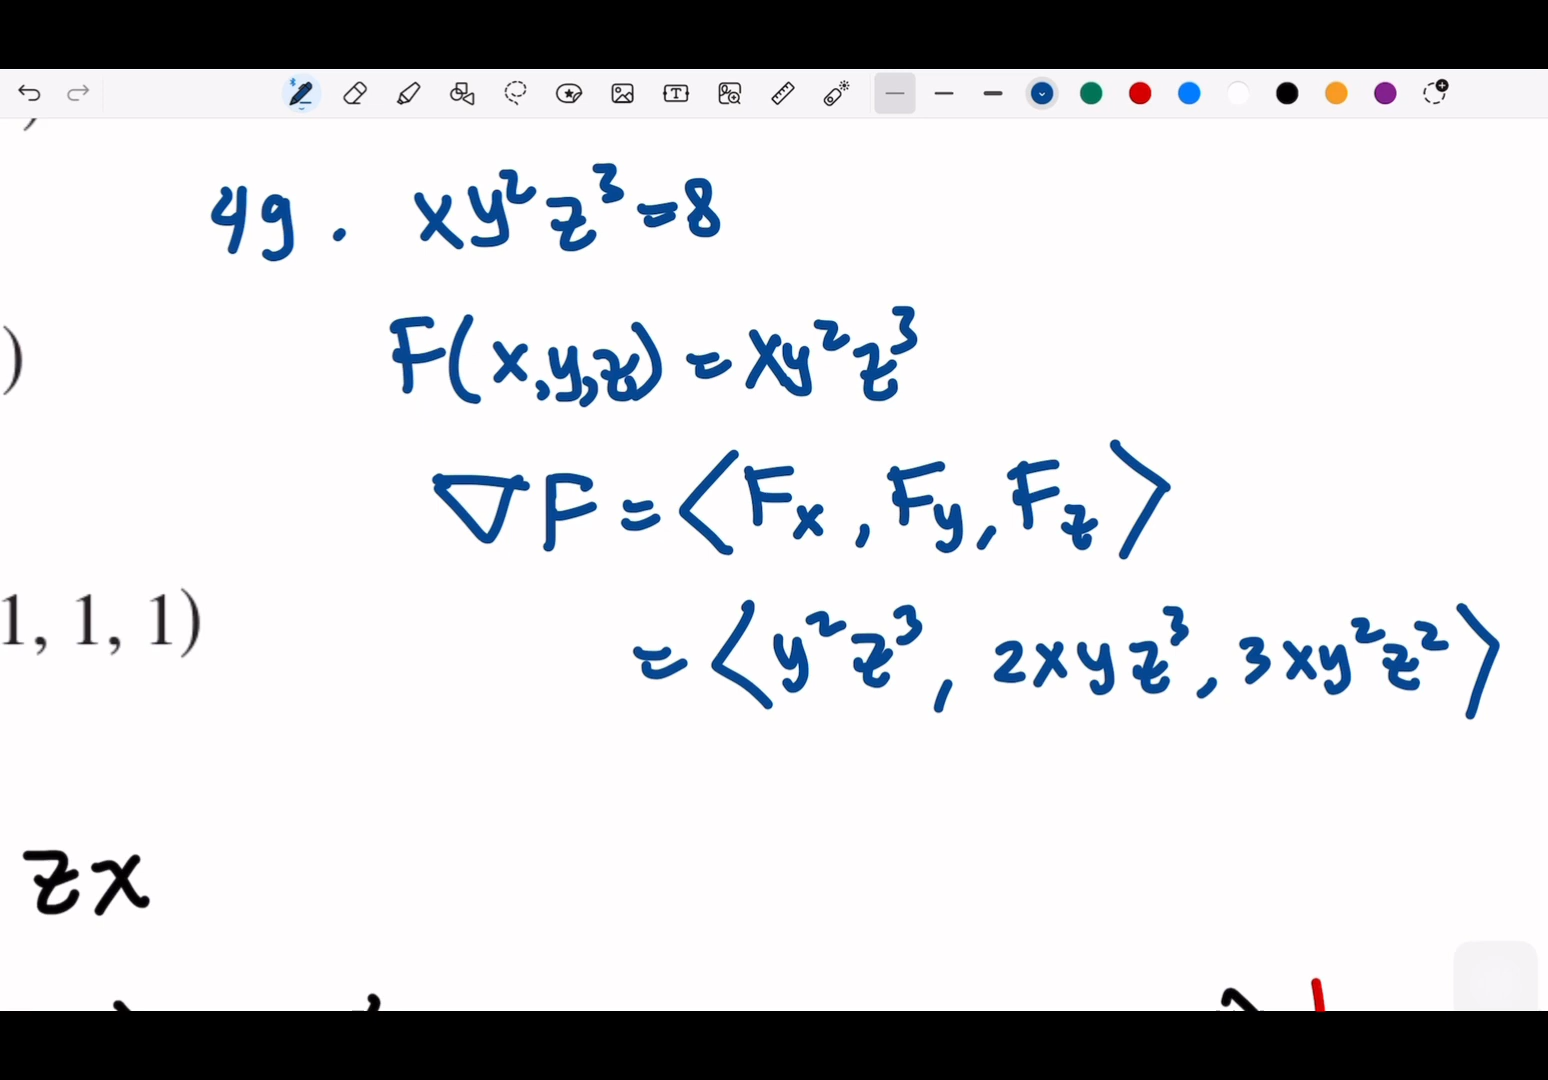 49. xy²z³=8
)
F(x,y,z) = xy²z³
∇F = ⟨Fx, Fy, Fz⟩
1, 1, 1)
= ⟨y²z³, 2xyz³, 3xy²z²⟩
zx